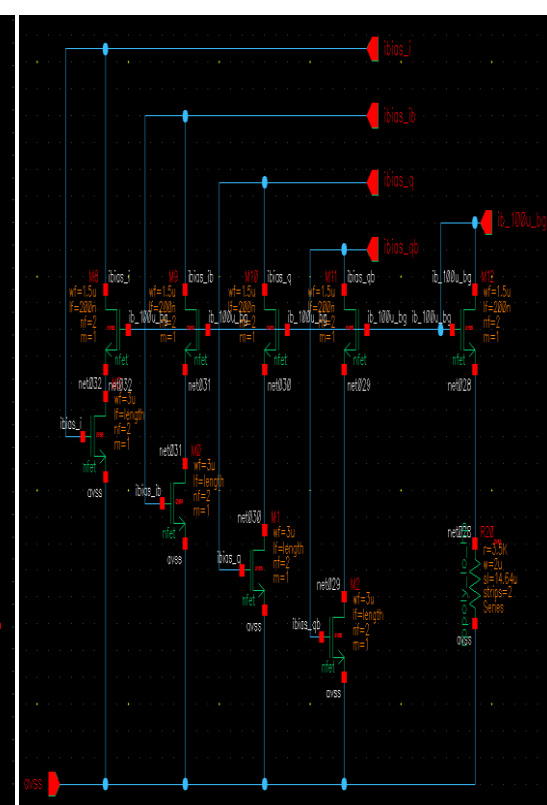 ibias_i
ibias_ib
ibias_q
ibias_qb
ib_100u_bg
M8 ibias_i
wf=1.5u
lf=200n
nf=2
m=1
nfet
ib_100u_bg
M9 ibias_ib
wf=1.5u
lf=200n
nf=2
m=1
nfet
ib_100u_bg
M10 ibias_q
wf=1.5u
lf=200n
nf=2
m=1
nfet
ib_100u_bg
M11 ibias_qb
wf=1.5u
lf=200n
nf=2
m=1
nfet
ib_100u_bg
ib_100u_bg
ib_100u_bg
wf=1.5u
lf=200n
nf=2
m=1
nfet
net032
net032
net031
net030
net029
net028
wf=3u
lf=length
nf=2
m=1
ibias_i
nfet
avss
net031
M0
wf=3u
lf=length
nf=2
m=1
ibias_ib
nfet
avss
net030
M1
wf=3u
lf=length
nf=2
m=1
ibias_q
nfet
avss
net029
M2
wf=3u
lf=length
nf=2
m=1
ibias_qb
nfet
avss
net028
R20
r=3.5K
w=2u
sl=14.64u
strips=2
Series
avss
avss